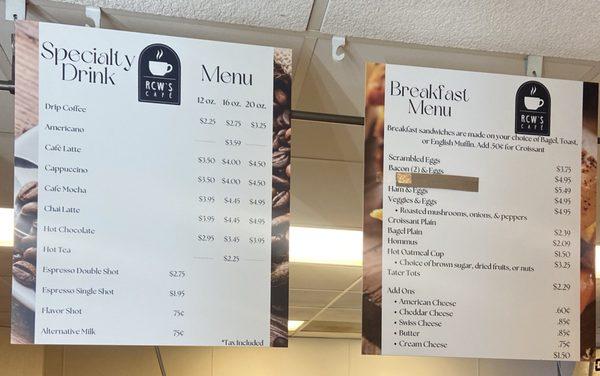 Specialty
Drink
RCW'S
CAFÉ
Menu
12 oz. 16 oz. 20 oz.
Drip Coffee
$2.25 $2.75 $3.25
Americano
$3.59
Café Latte
$3.50 $4.00 $4.50
Cappuccino
$3.50 $4.00 $4.50
Café Mocha
$3.95 $4.45 $4.95
Chai Latte
$3.95 $4.45 $4.95
Hot Chocolate
$2.95 $3.45 $3.95
Hot Tea
$2.25
Espresso Double Shot $2.75
Espresso Single Shot $1.95
Flavor Shot 75¢
Alternative Milk 75¢
*Tax Included
Breakfast
Menu
RCW'S
CAFÉ
Breakfast sandwiches are made on your choice of Bagel, Toast,
or English Muffin. Add .50¢ for Croissant
Scrambled Eggs $3.75
Bacon (2) & Eggs $4.95
$5.49
Ham & Eggs $4.95
Veggies & Eggs $4.95
• Roasted mushrooms, onions, & peppers
Croissant Plain $2.39
Bagel Plain $2.09
Hommus $1.50
Hot Oatmeal Cup $3.25
• Choice of brown sugar, dried fruits, or nuts
Tater Tots $2.29
Add Ons
• American Cheese .60¢
• Cheddar Cheese .85¢
• Swiss Cheese .85¢
• Butter .75¢
• Cream Cheese $1.50